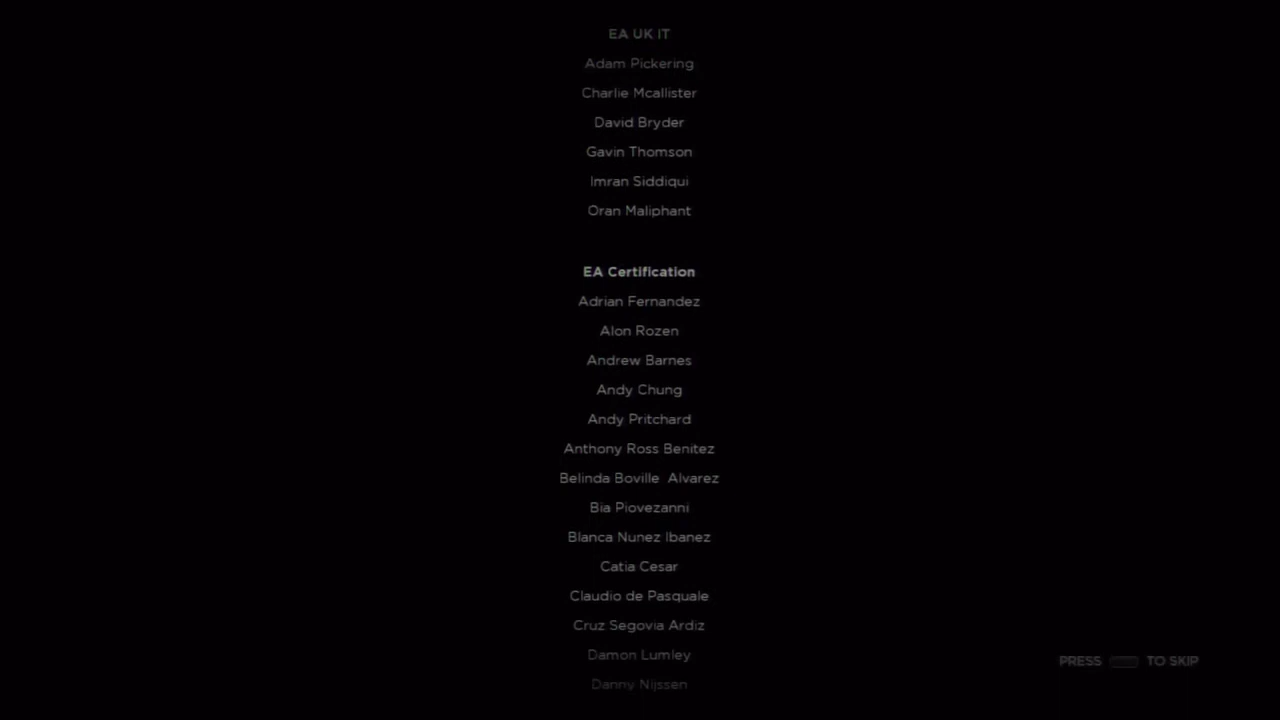 EA UK IT
Adam Pickering
Charlie Mcallister
David Bryder
Gavin Thomson
Imran Siddiqui
Oran Maliphant
EA Certification
Adrian Fernandez
Alon Rozen
Andrew Barnes
Andy Chung
Andy Pritchard
Anthony Ross Benitez
Belinda Boville  Alvarez
Bia Piovezanni
Blanca Nunez Ibanez
Catia Cesar
Claudio de Pasquale
Cruz Segovia Ardiz
Damon Lumley
Danny Nijssen
PRESS TO SKIP